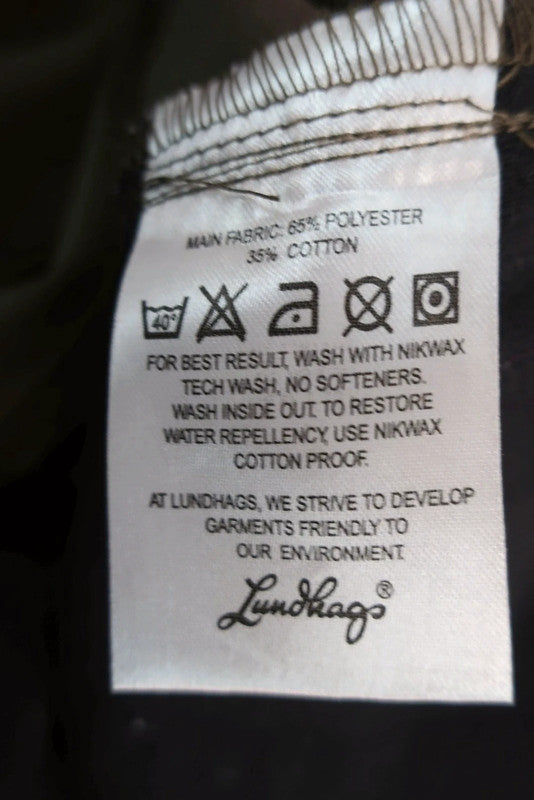 MAIN FABRIC: 65% POLYESTER
35% COTTON
40°
FOR BEST RESULT, WASH WITH NIKWAX
TECH WASH, NO SOFTENERS.
WASH INSIDE OUT. TO RESTORE
WATER REPELLENCY, USE NIKWAX
COTTON PROOF.
AT LUNDHAGS, WE STRIVE TO DEVELOP
GARMENTS FRIENDLY TO
OUR ENVIRONMENT.
Lundhags®